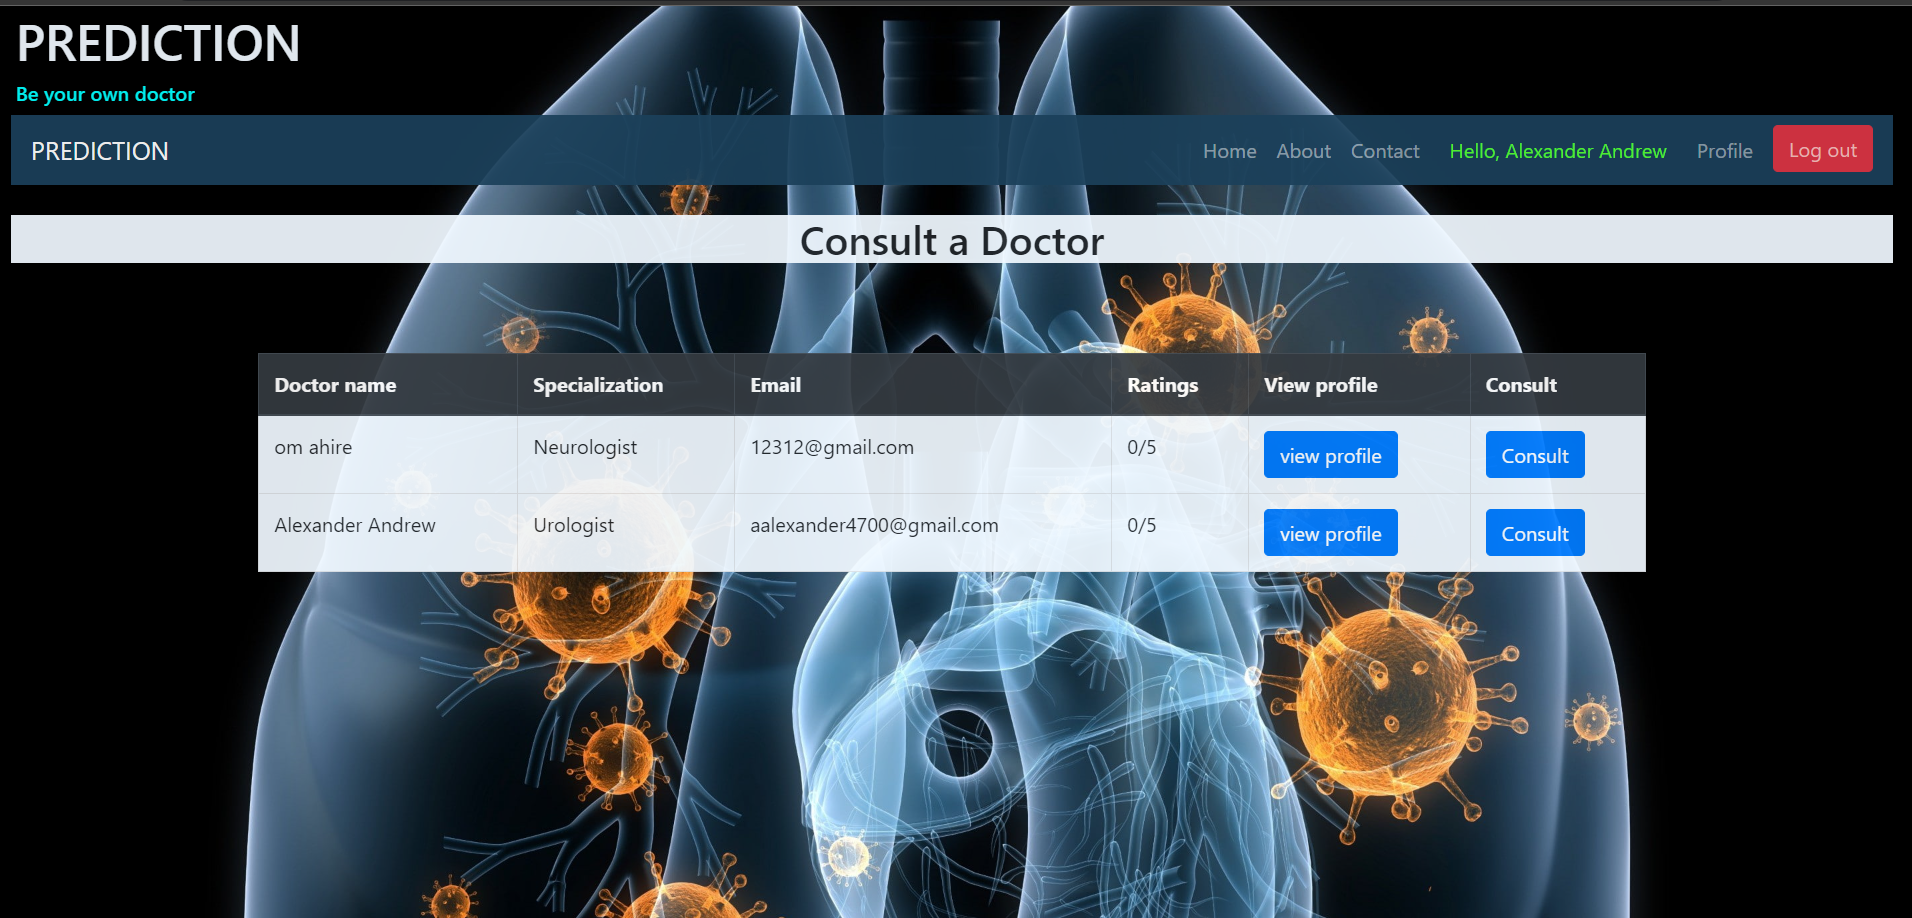 PREDICTION
Be your own doctor
PREDICTION Home About Contact Hello, Alexander Andrew Profile Log out
Consult a Doctor
Doctor name Specialization Email Ratings View profile Consult
om ahire Neurologist 12312@gmail.com 0/5 view profile Consult
Alexander Andrew Urologist aalexander4700@gmail.com 0/5 view profile Consult